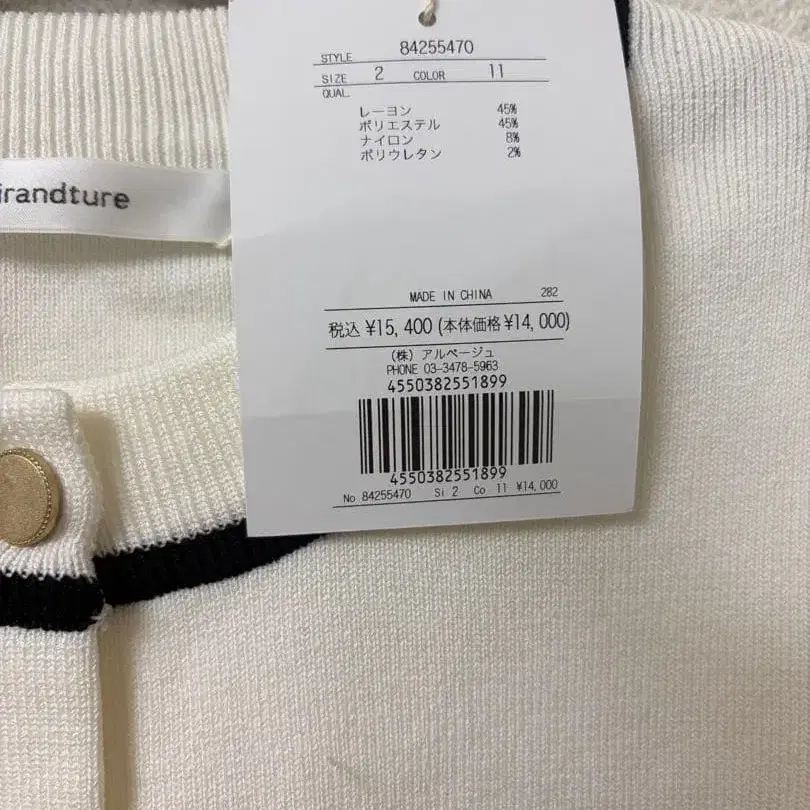 irandture
STYLE 84255470
SIZE 2 COLOR 11
QUAL.
レーヨン 45%
ポリエステル 45%
ナイロン 8%
ポリウレタン 2%
MADE IN CHINA 282
税込 ¥15,400 (本体価格 ¥14,000)
(株) アルページュ
PHONE 03-3478-5963
4550382551899
4550382551899
No 84255470 Si 2 Co 11 ¥14,000